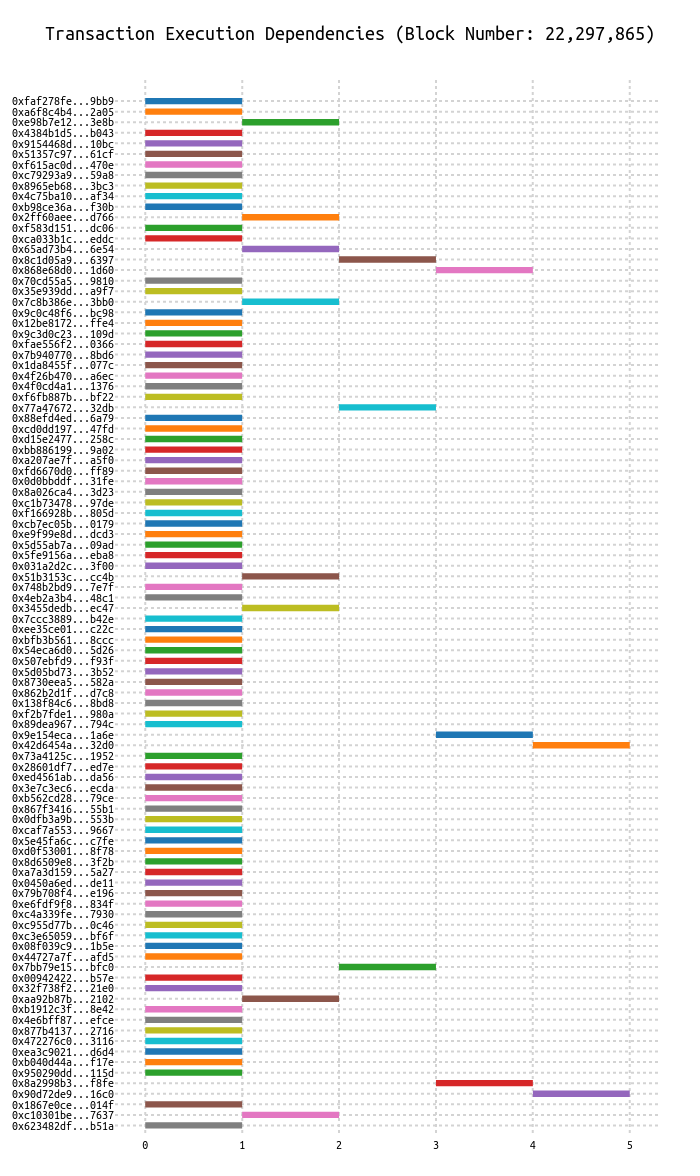 Transaction Execution Dependencies (Block Number: 22,297,865)
0xfaf278fe...9bb9
0xa6f8c4b4...2a05
0xe98b7e12...3e8b
0x4384b1d5...b043
0x9154468d...10bc
0x51357c97...61cf
0xf615ac0d...470e
0xc79293a9...59a8
0x8965eb68...3bc3
0x4c75ba10...af34
0xb98ce36a...f30b
0x2ff60aee...d766
0xf583d151...dc06
0xca033b1c...eddc
0x65ad73b4...6e54
0x8c1d05a9...6397
0x868e68d0...1d60
0x70cd55a5...9810
0x35e939dd...a9f7
0x7c8b386e...3bb0
0x9c0c48f6...bc98
0x12be8172...ffe4
0x9c3d0c23...109d
0xfae556f2...0366
0x7b940770...8bd6
0x1da8455f...077c
0x4f26b470...a6ec
0x4f0cd4a1...1376
0xf6fb887b...bf22
0x77a47672...32db
0x88efd4ed...6a79
0xcd0dd197...47fd
0xd15e2477...258c
0xbb886199...9a02
0xa207ae7f...a5f0
0xfd6670d0...ff89
0x0d0bbddf...31fe
0x8a026ca4...3d23
0xc1b73478...97de
0xf166928b...805d
0xcb7ec05b...0179
0xe9f99e8d...dcd3
0x5d55ab7a...09ad
0x5fe9156a...eba8
0x031a2d2c...3f00
0x51b3153c...cc4b
0x748b2bd9...7e7f
0x4eb2a3b4...48c1
0x3455dedb...ec47
0x7ccc3889...b42e
0xee35ce01...c22c
0xbfb3b561...8ccc
0x54eca6d0...5d26
0x507ebfd9...f93f
0x5d05bd73...3b52
0x8730eea5...582a
0x862b2d1f...d7c8
0x138f84c6...8bd8
0xf2b7fde1...980a
0x89dea967...794c
0x9e154eca...1a6e
0x42d6454a...32d0
0x73a4125c...1952
0x28601df7...ed7e
0xed4561ab...da56
0x3e7c3ec6...ecda
0xb562cd28...79ce
0x867f3416...55b1
0x0dfb3a9b...553b
0xcaf7a553...9667
0x5e45fa6c...c7fe
0xd0f53001...8f78
0x8d6509e8...3f2b
0xa7a3d159...5a27
0x0450a6ed...de11
0x79b708f4...e196
0xe6fdf9f8...834f
0xc4a339fe...7930
0xc955d77b...0c46
0xc3e65059...bf6f
0x08f039c9...1b5e
0x44727a7f...afd5
0x7bb79e15...bfc0
0x00942422...b57e
0x32f738f2...21e0
0xaa92b87b...2102
0xb1912c3f...8e42
0x4e6bff87...efce
0x877b4137...2716
0x472276c0...3116
0xea3c9021...d6d4
0xb040d44a...f17e
0x950290dd...115d
0x8a2998b3...f8fe
0x90d72de9...16c0
0x1867e0ce...014f
0xc10301be...7637
0x623482df...b51a
0 1 2 3 4 5